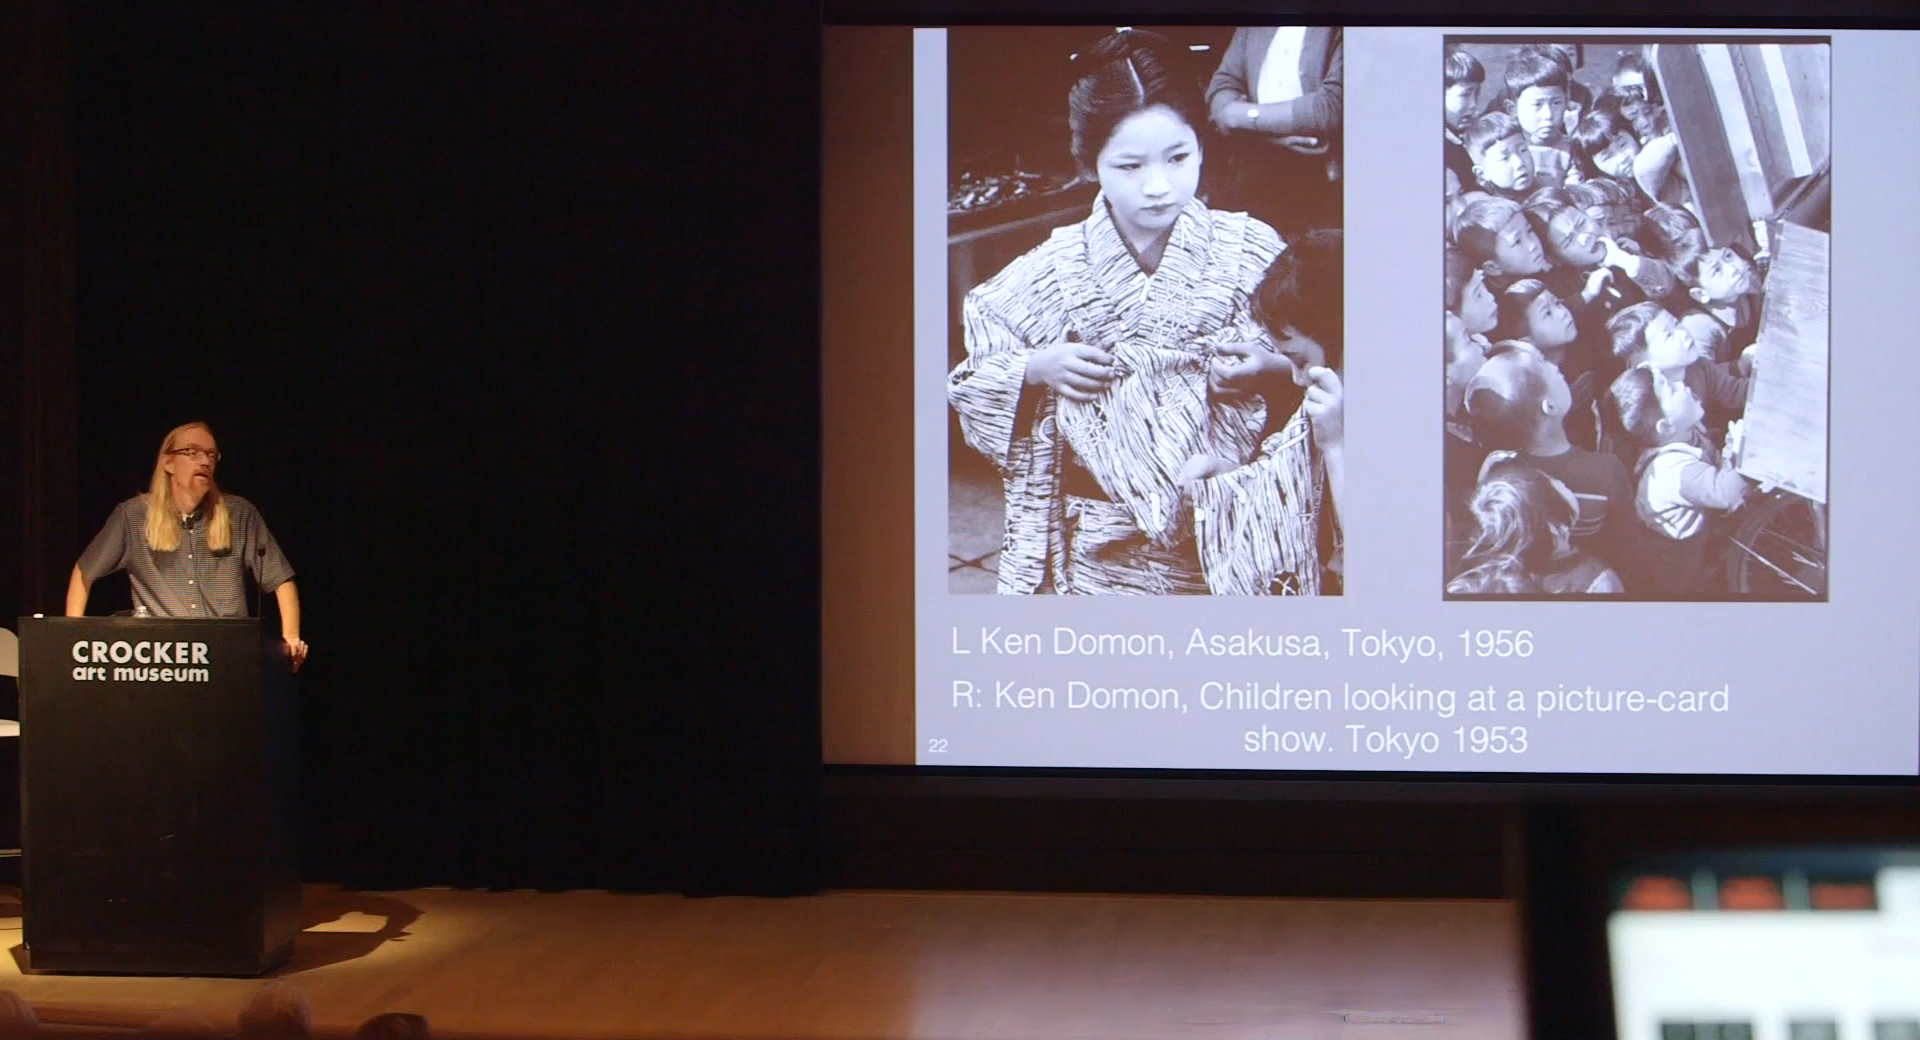 CROCKER
art museum
L Ken Domon, Asakusa, Tokyo, 1956
R: Ken Domon, Children looking at a picture-card
show. Tokyo 1953
22